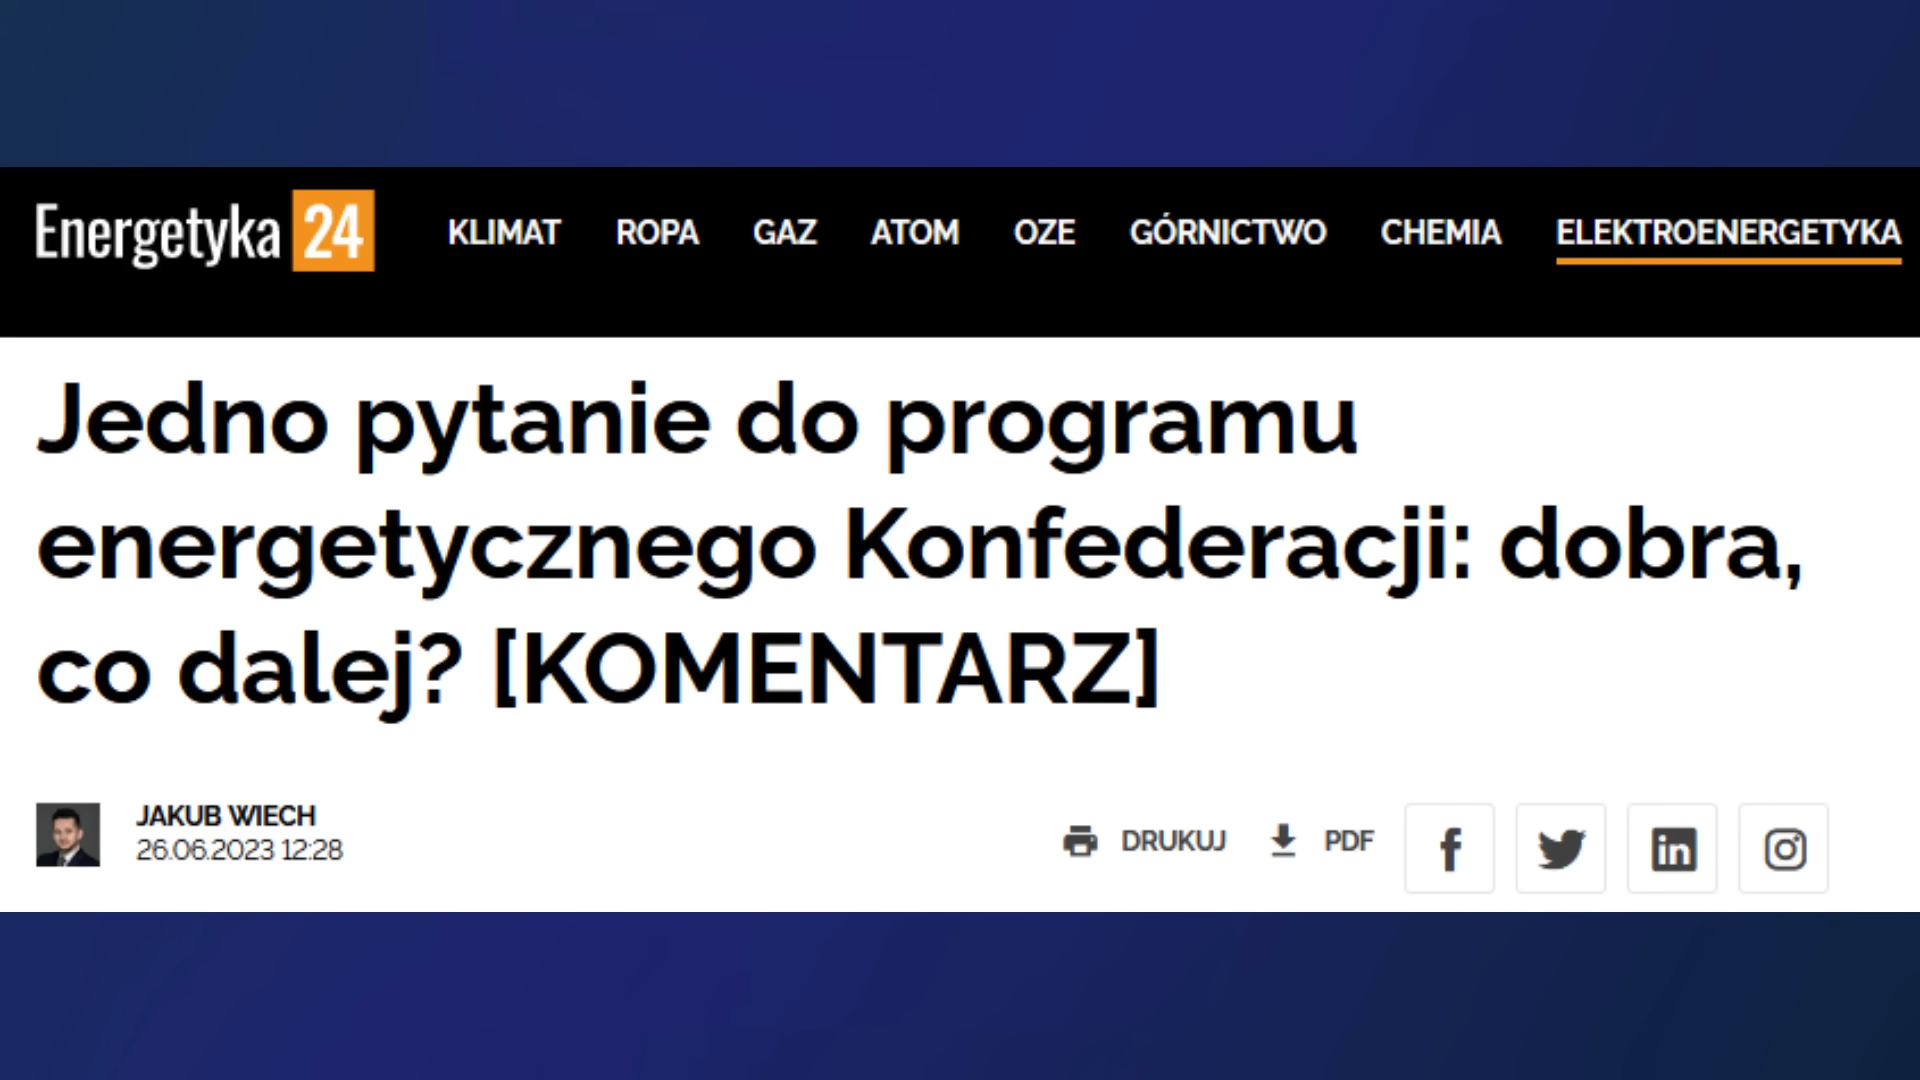 Energetyka 24 KLIMAT ROPA GAZ ATOM OZE GÓRNICTWO CHEMIA ELEKTROENERGETYKA
Jedno pytanie do programu
energetycznego Konfederacji: dobra,
co dalej? [KOMENTARZ]
JAKUB WIECH
26.06.2023 12:28
DRUKUJ PDF